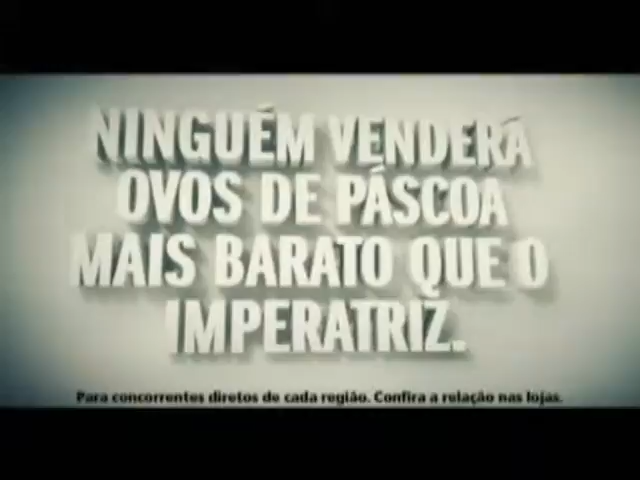 NINGUÉM VENDERÁ
OVOS DE PÁSCOA
MAIS BARATO QUE O
IMPERATRIZ.
Para concorrentes diretos de cada região. Confira a relação nas lojas.